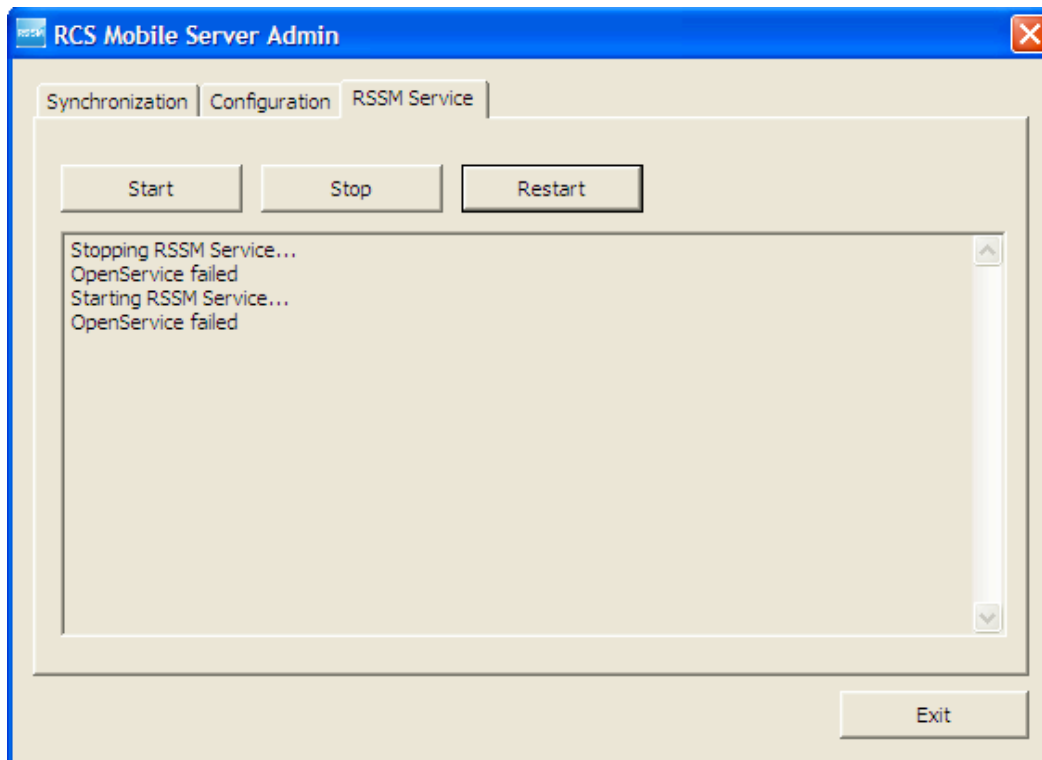 RSSM
RCS Mobile Server Admin
Synchronization
Configuration
RSSM Service
Start
Stop
Restart
Stopping RSSM Service...
OpenService failed
Starting RSSM Service...
OpenService failed
Exit